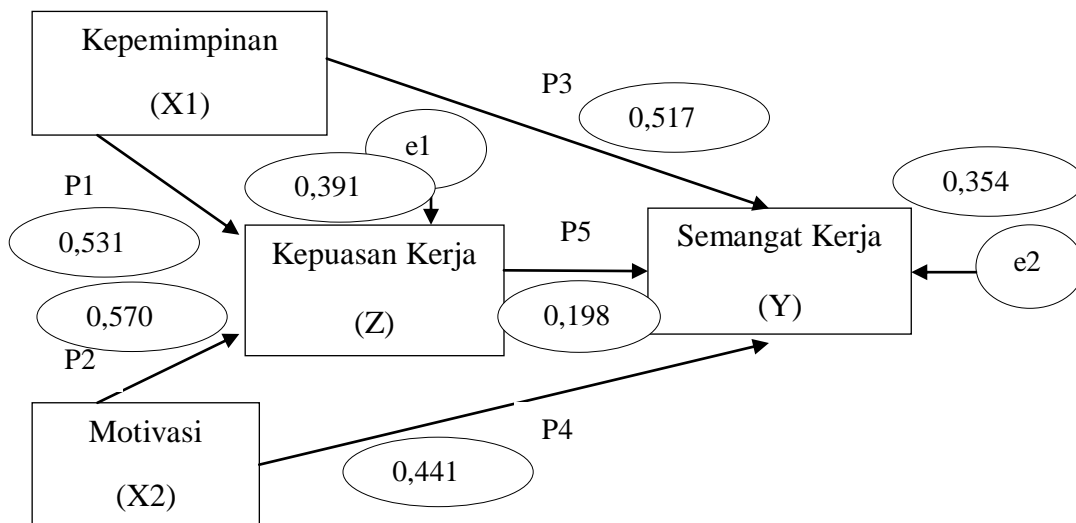 Kepemimpinan
(X1)
P3
0,517
e1
0,391
P1
0,531
0,354
Kepuasan Kerja
(Z)
P5
0,198
Semangat Kerja
(Y)
e2
0,570
P2
Motivasi
(X2)
P4
0,441